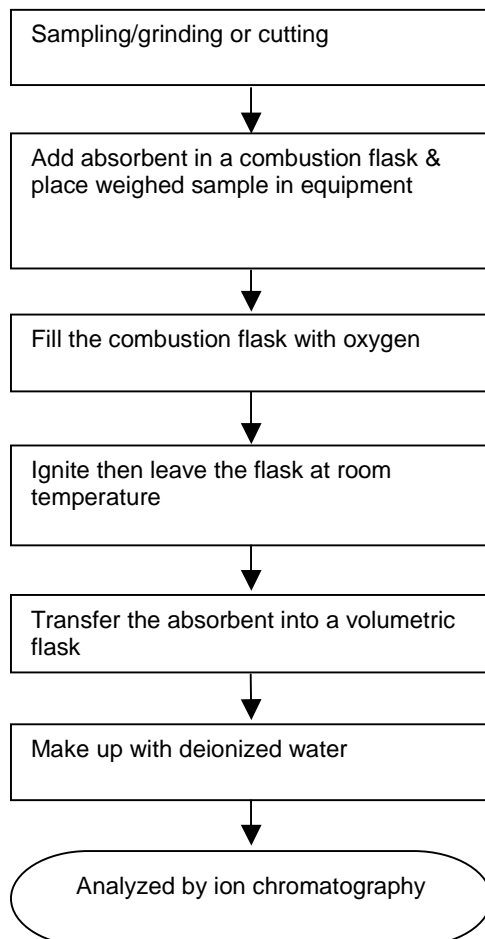 Sampling/grinding or cutting
Add absorbent in a combustion flask &
place weighed sample in equipment
Fill the combustion flask with oxygen
Ignite then leave the flask at room
temperature
Transfer the absorbent into a volumetric
flask
Make up with deionized water
Analyzed by ion chromatography